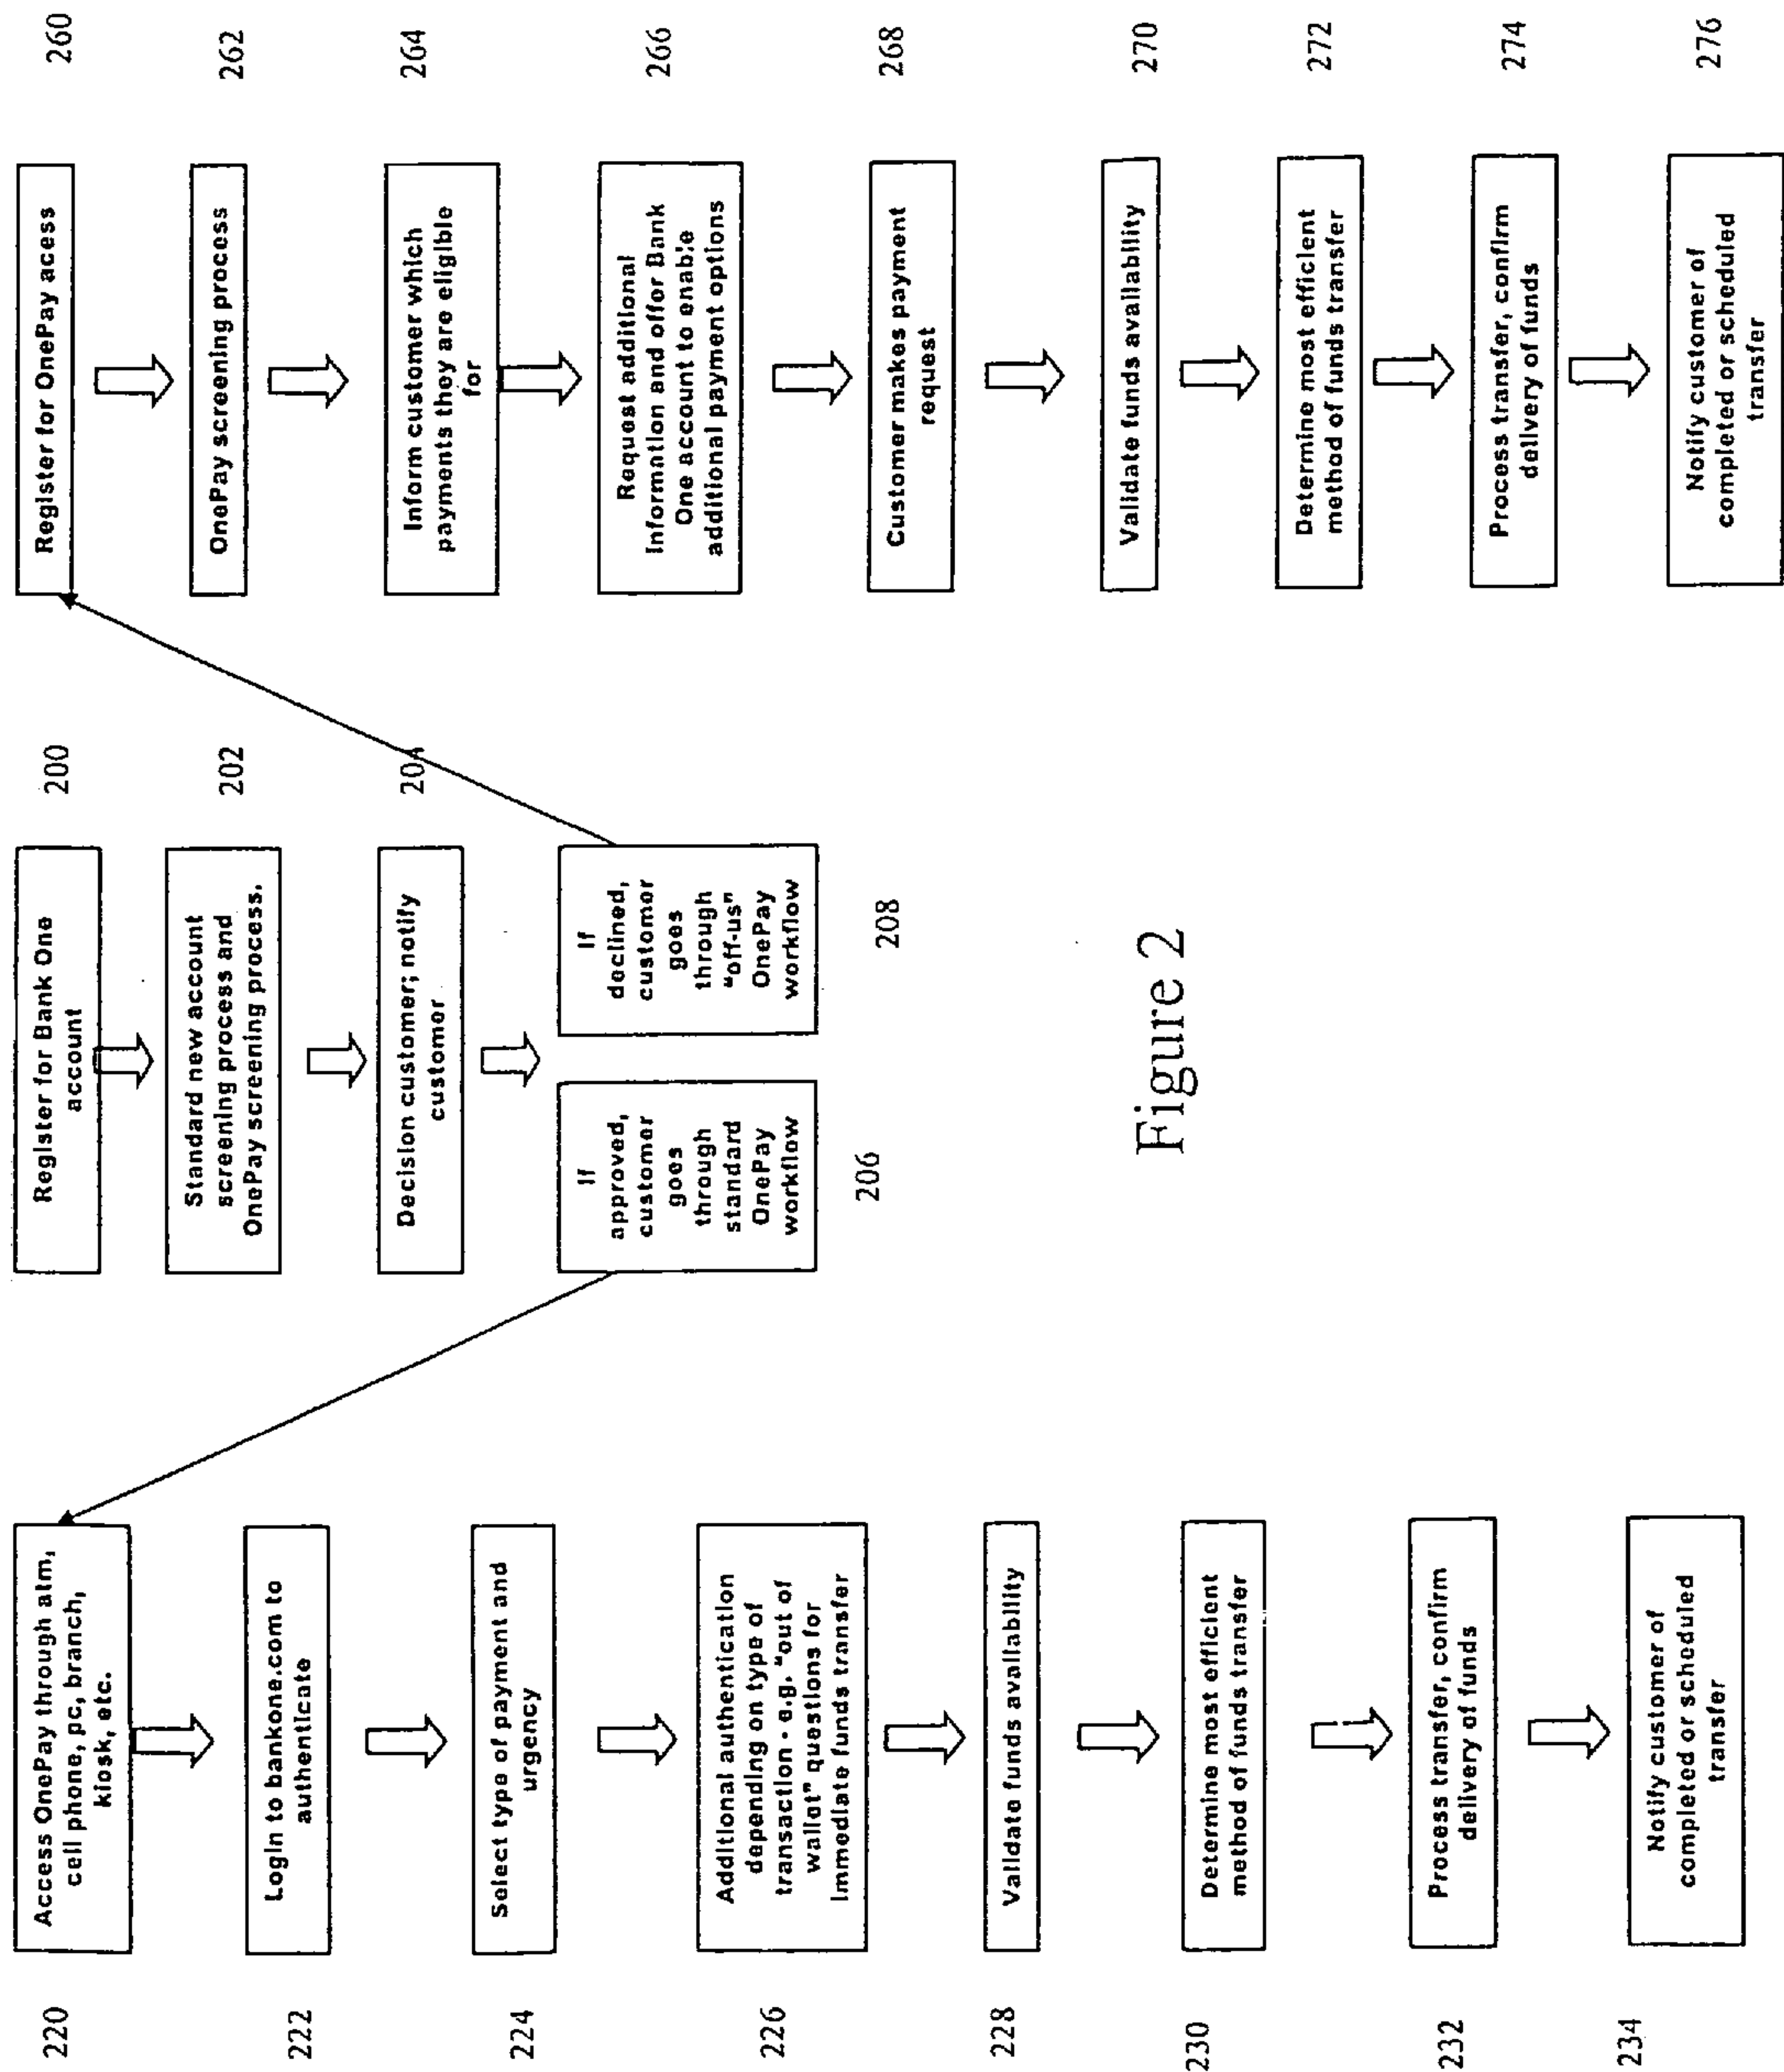 220
Access OnePay through atm,
cell phone, pc, branch,
kiosk, etc.
222
Login to bankone.com to
authenticate
224
Select type of payment and
urgency
226
Additional authentication
depending on type of
transaction - e.g. "out of
wallet" questions for
immediate funds transfer
228
Validate funds availability
230
Determine most efficient
method of funds transfer
232
Process transfer, confirm
delivery of funds
234
Notify customer of
completed or scheduled
transfer
Register for Bank One
account
200
Standard new account
screening process and
OnePay screening process.
202
Decision customer; notify
customer
204
If
approved,
customer
goes
through
standard
OnePay
workflow
206
If
declined,
customer
goes
through
"off-us"
OnePay
workflow
208
Figure 2
Register for OnePay acess
260
OnePay screening process
262
Inform customer which
payments they are eligible
for
264
Request additional
information and offer Bank
One account to enable
additional payment options
266
Customer makes payment
request
268
Validate funds availability
270
Determine most efficient
method of funds transfer
272
Process transfer, confirm
delivery of funds
274
Notify customer of
completed or scheduled
transfer
276